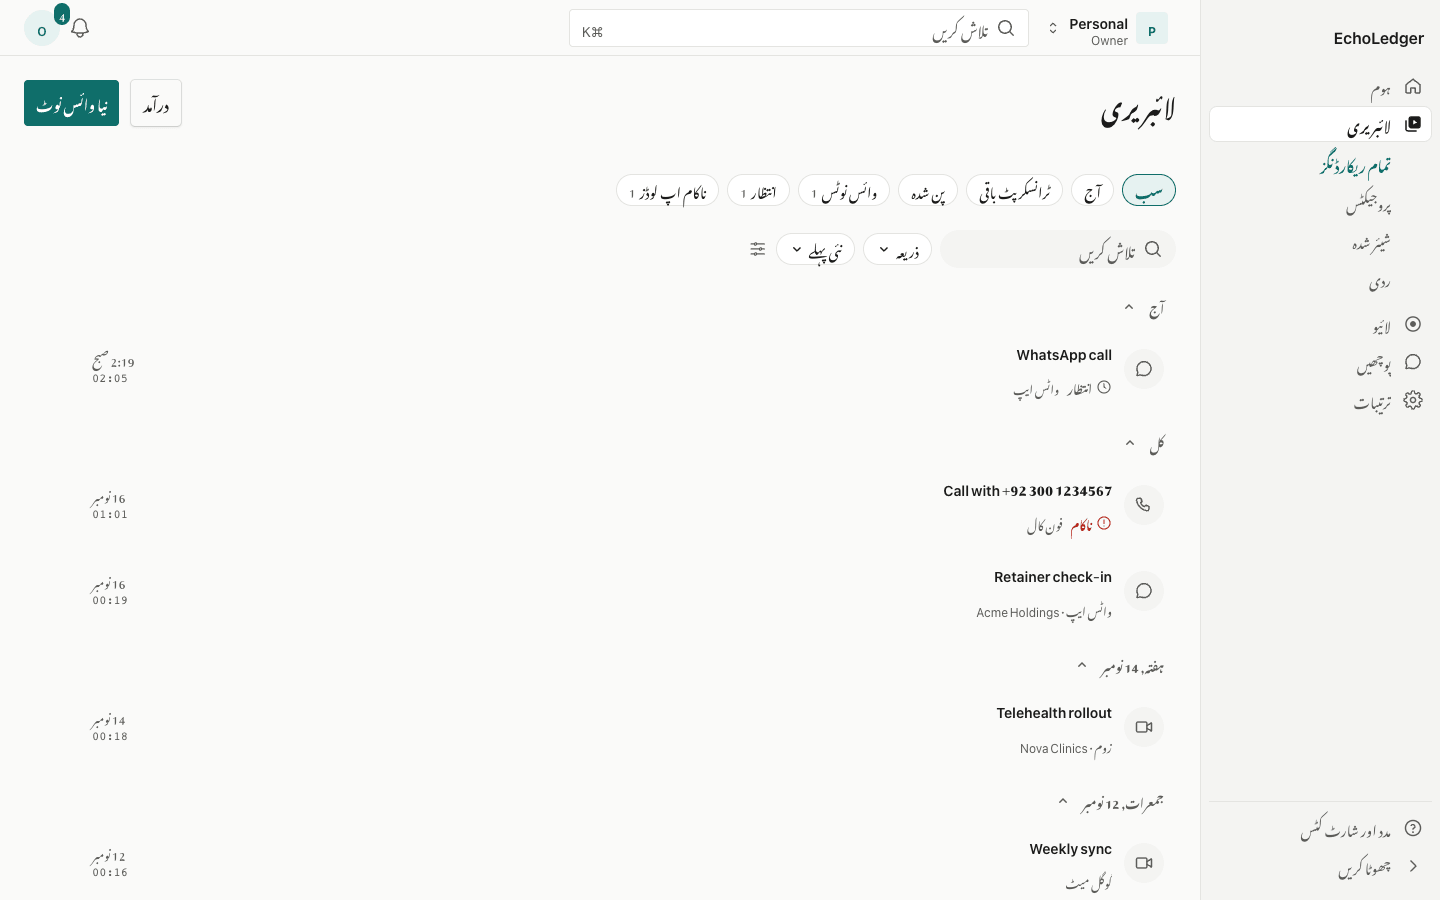 EchoLedger
ہوم
لائبریری
تمام ریکارڈنگز
پروجیکٹس
شیئر شدہ
ردی
لائیو
پوچھیں
ترتیبات
مدد اور شارٹ کٹس
چھوٹا کریں
P
Personal
Owner
تلاش کریں
⌘K
4
O
لائبریری
درآمد
نیا وائس نوٹ
سب
آج
ٹرانسکرپٹ باقی
پن شدہ
وائس نوٹس 1
انتظار 1
ناکام اپ لوڈز 1
تلاش کریں
ذریعہ
نئی پہلے
آج
WhatsApp call
انتظار واٹس ایپ
2:19 صبح
02:05
کل
Call with +92 300 1234567
ناکام فون کال
16 نومبر
01:01
Retainer check-in
واٹس ایپ · Acme Holdings
16 نومبر
00:19
ہفتہ, 14 نومبر
Telehealth rollout
زوم · Nova Clinics
14 نومبر
00:18
جمعرات, 12 نومبر
Weekly sync
گوگل میٹ
12 نومبر
00:16